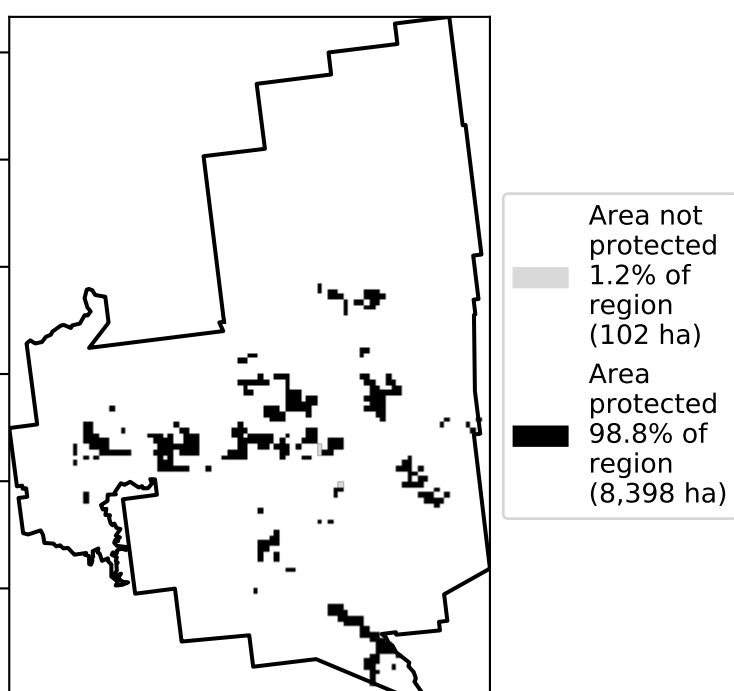 Area not
protected
1.2% of
region
(102 ha)
Area
protected
98.8% of
region
(8,398 ha)